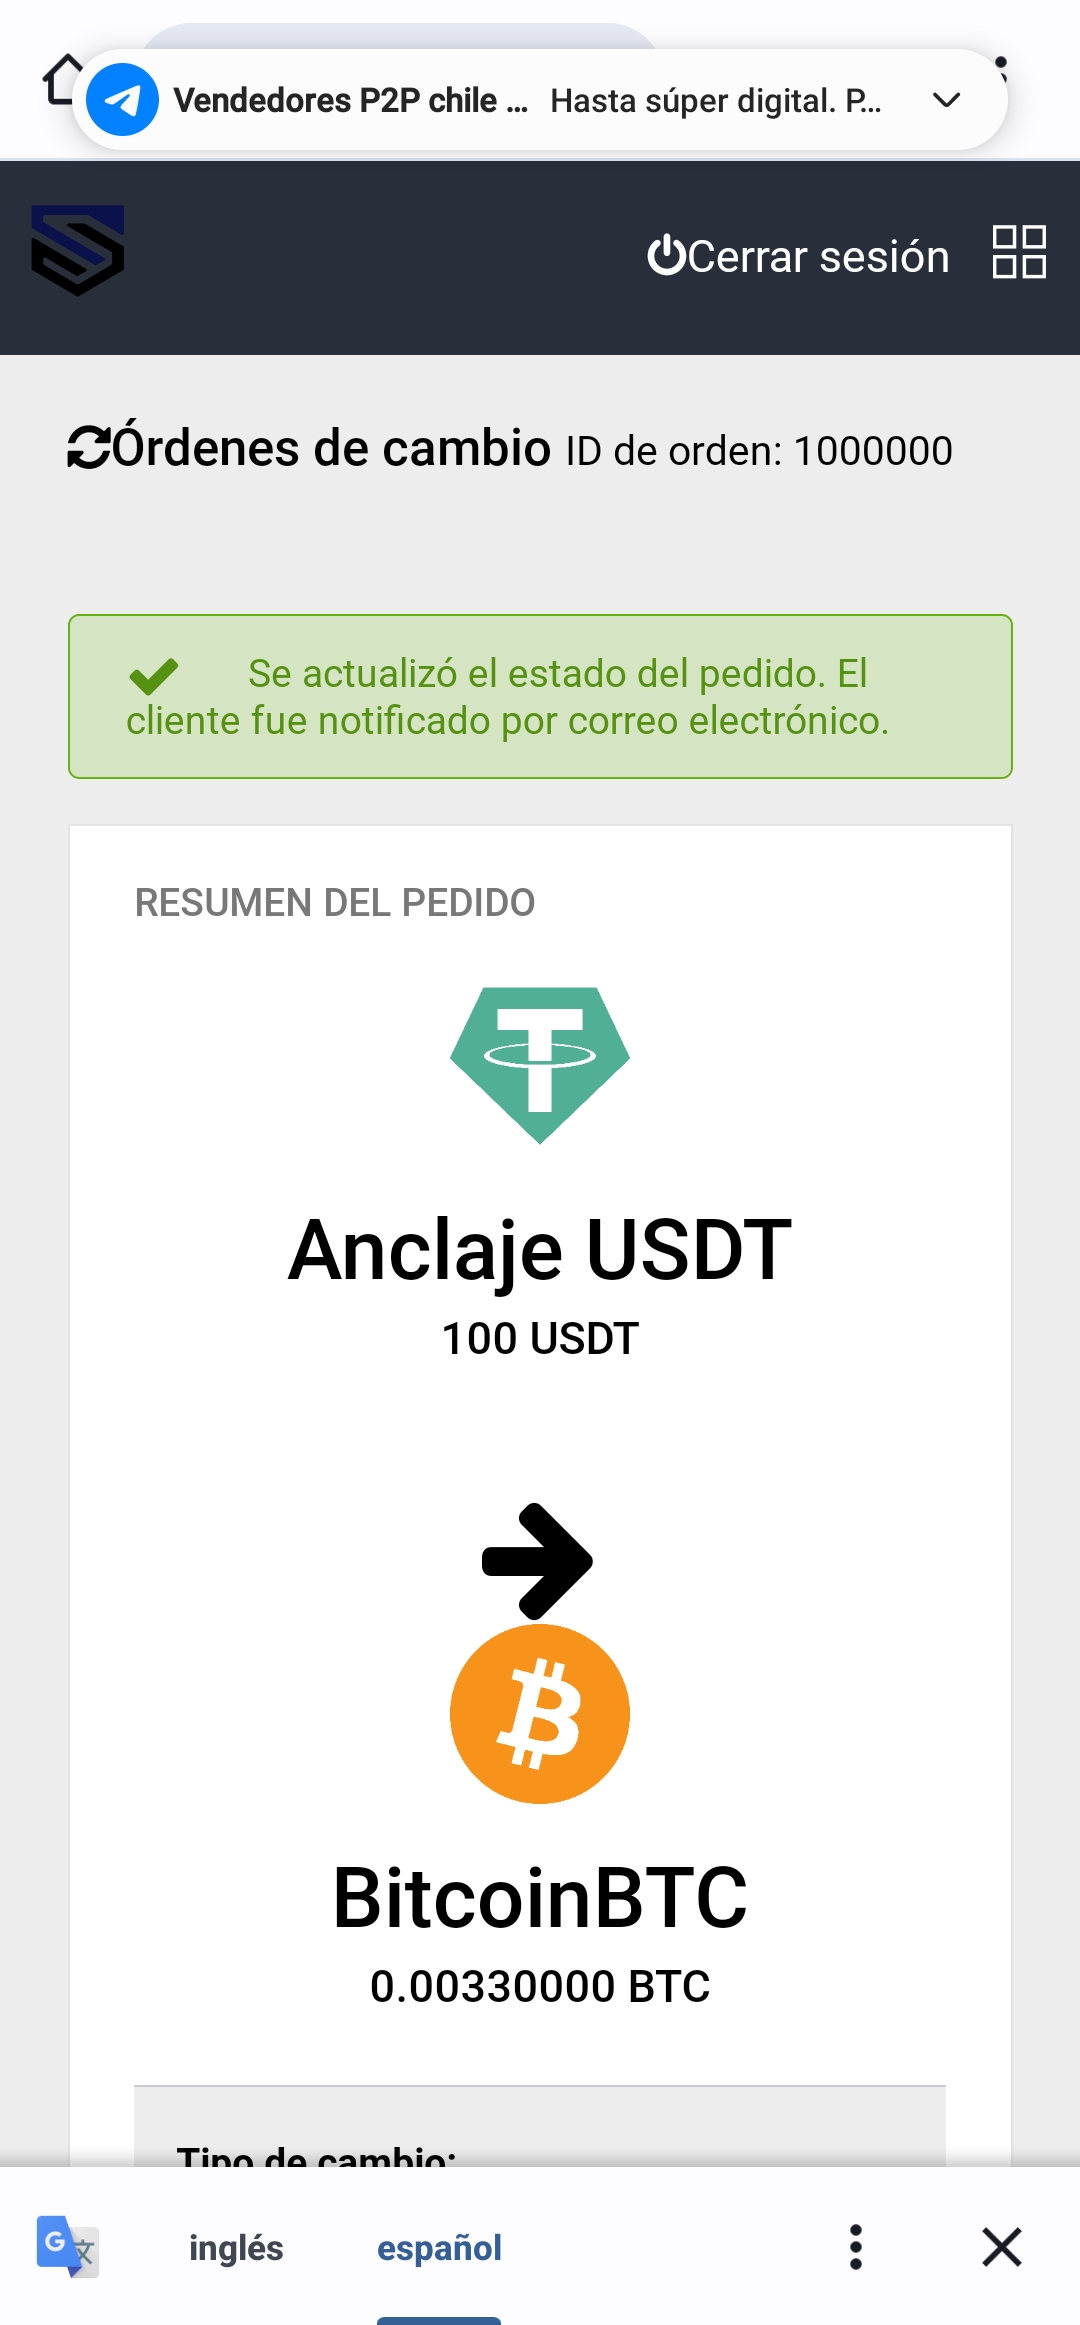 Vendedores P2P chile ... Hasta súper digital. P...
Cerrar sesión
Órdenes de cambio ID de orden: 1000000
Se actualizó el estado del pedido. El
cliente fue notificado por correo electrónico.
RESUMEN DEL PEDIDO
Anclaje USDT
100 USDT
BitcoinBTC
0.00330000 BTC
Tipo de cambio:
inglés español